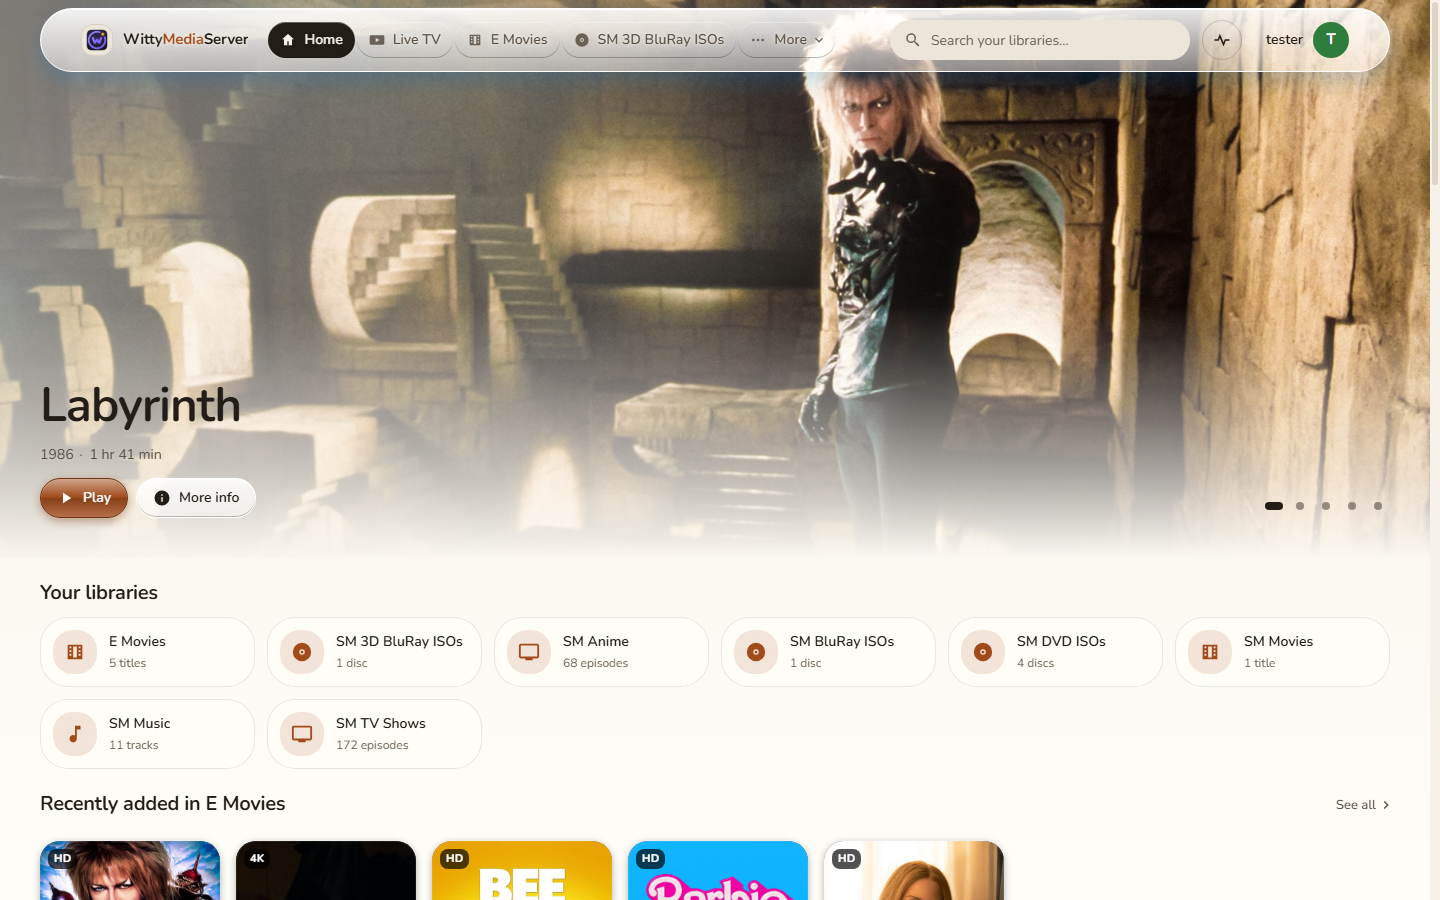 WittyMediaServer
Home
Live TV
E Movies
SM 3D BluRay ISOs
More
Search your libraries...
tester
T
Labyrinth
1986 · 1 hr 41 min
Play
More info
Your libraries
E Movies
5 titles
SM 3D BluRay ISOs
1 disc
SM Anime
68 episodes
SM BluRay ISOs
1 disc
SM DVD ISOs
4 discs
SM Movies
1 title
SM Music
11 tracks
SM TV Shows
172 episodes
Recently added in E Movies
See all
HD
4K
HD
BEE
HD
Barbie
HD